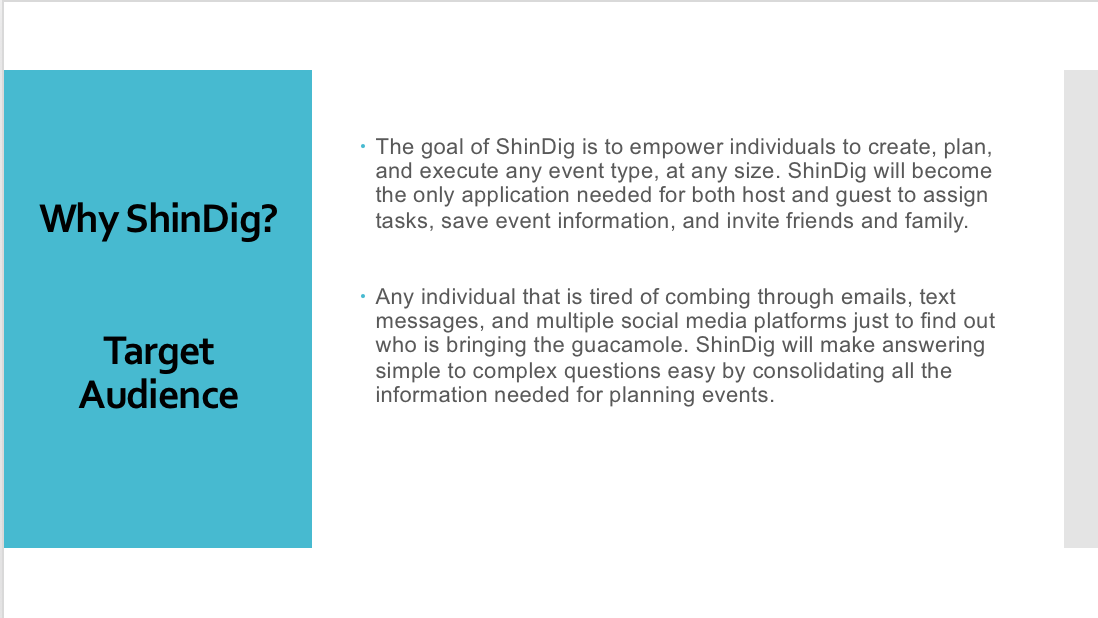 Why ShinDig?
The goal of ShinDig is to empower individuals to create, plan,
and execute any event type, at any size. ShinDig will become
the only application needed for both host and guest to assign
tasks, save event information, and invite friends and family.
Target
Audience
Any individual that is tired of combing through emails, text
messages, and multiple social media platforms just to find out
who is bringing the guacamole. ShinDig will make answering
simple to complex questions easy by consolidating all the
information needed for planning events.